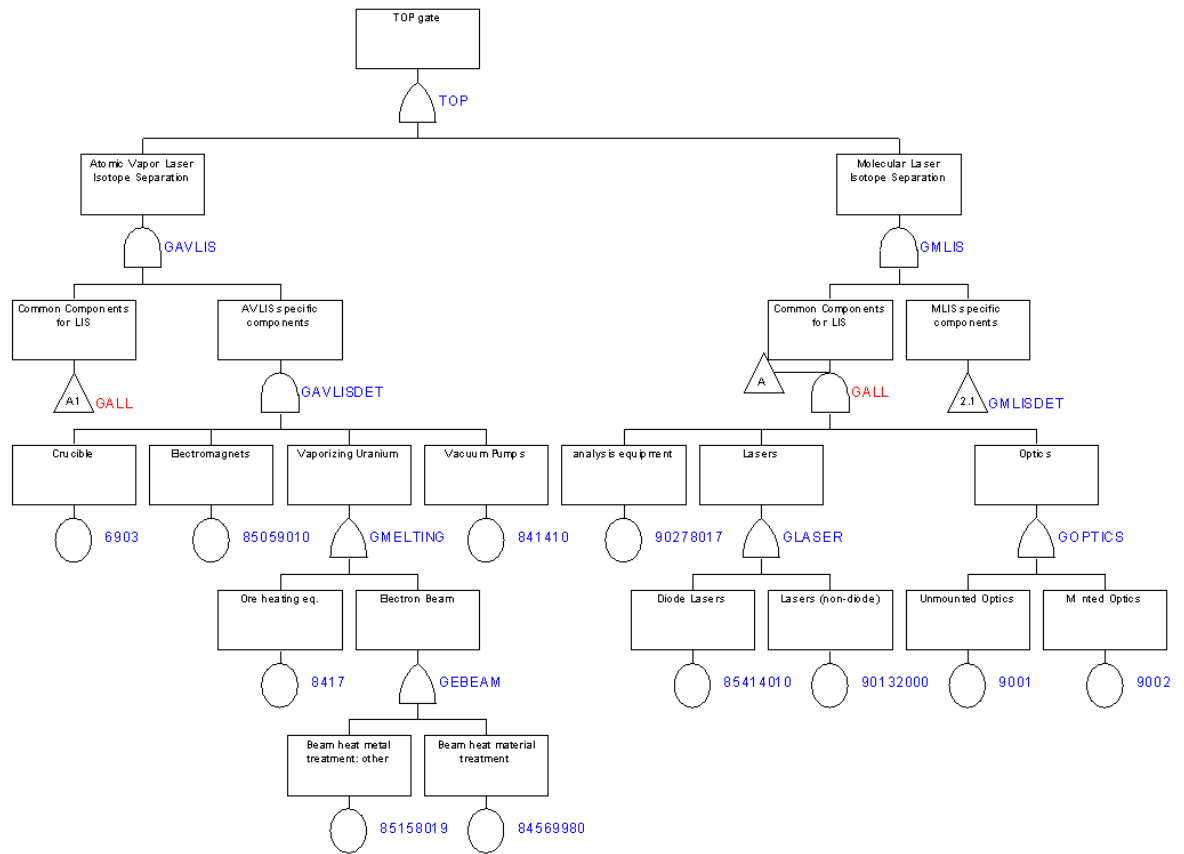 TOP gate
TOP
Atomic Vapor Laser
Isotope Separation
Molecular Laser
Isotope Separation
GAVLIS
GMLIS
Common Components
for LIS
AVLIS specific
components
Common Components
for LIS
MLIS specific
components
A1
GALL
GAVLISDET
A
GALL
2.1
GMLISDET
Crucible
Electromagnets
Vaporizing Uranium
Vacuum Pumps
analysis equipment
Lasers
Optics
6903
85059010
GMELTING
841410
90278017
GLASER
GOPTICS
Ore heating eq.
Electron Beam
Diode Lasers
Lasers (non-diode)
Unmounted Optics
M nted Optics
8417
GEBEAM
85414010
90132000
9001
9002
Beam heat metal
treatment: other
Beam heat material
treatment
85158019
84569980